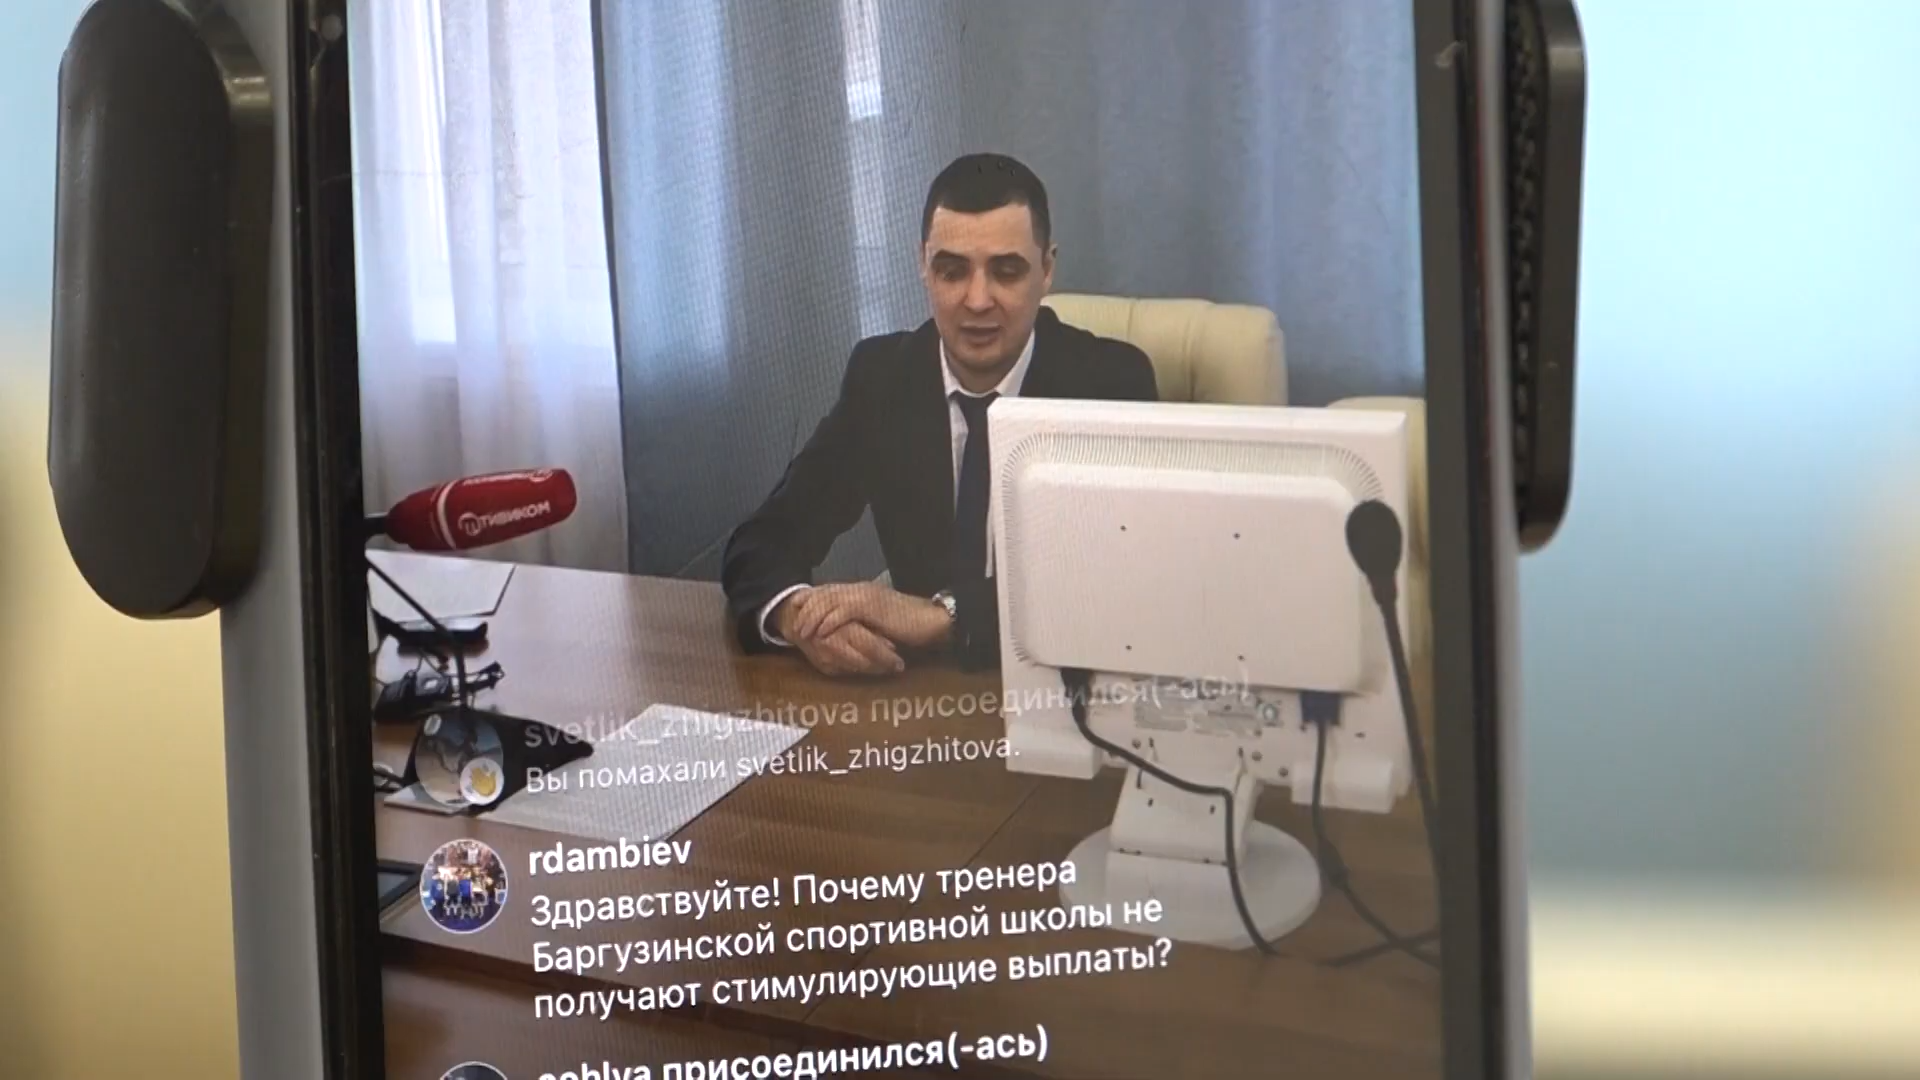 ТИВИКОМ
svetlik_zhigzhitova присоединился(-ась)
Вы помахали svetlik_zhigzhitova.
rdambiev
Здравствуйте! Почему тренера
Баргузинской спортивной школы не
получают стимулирующие выплаты?
присоединился(-ась)